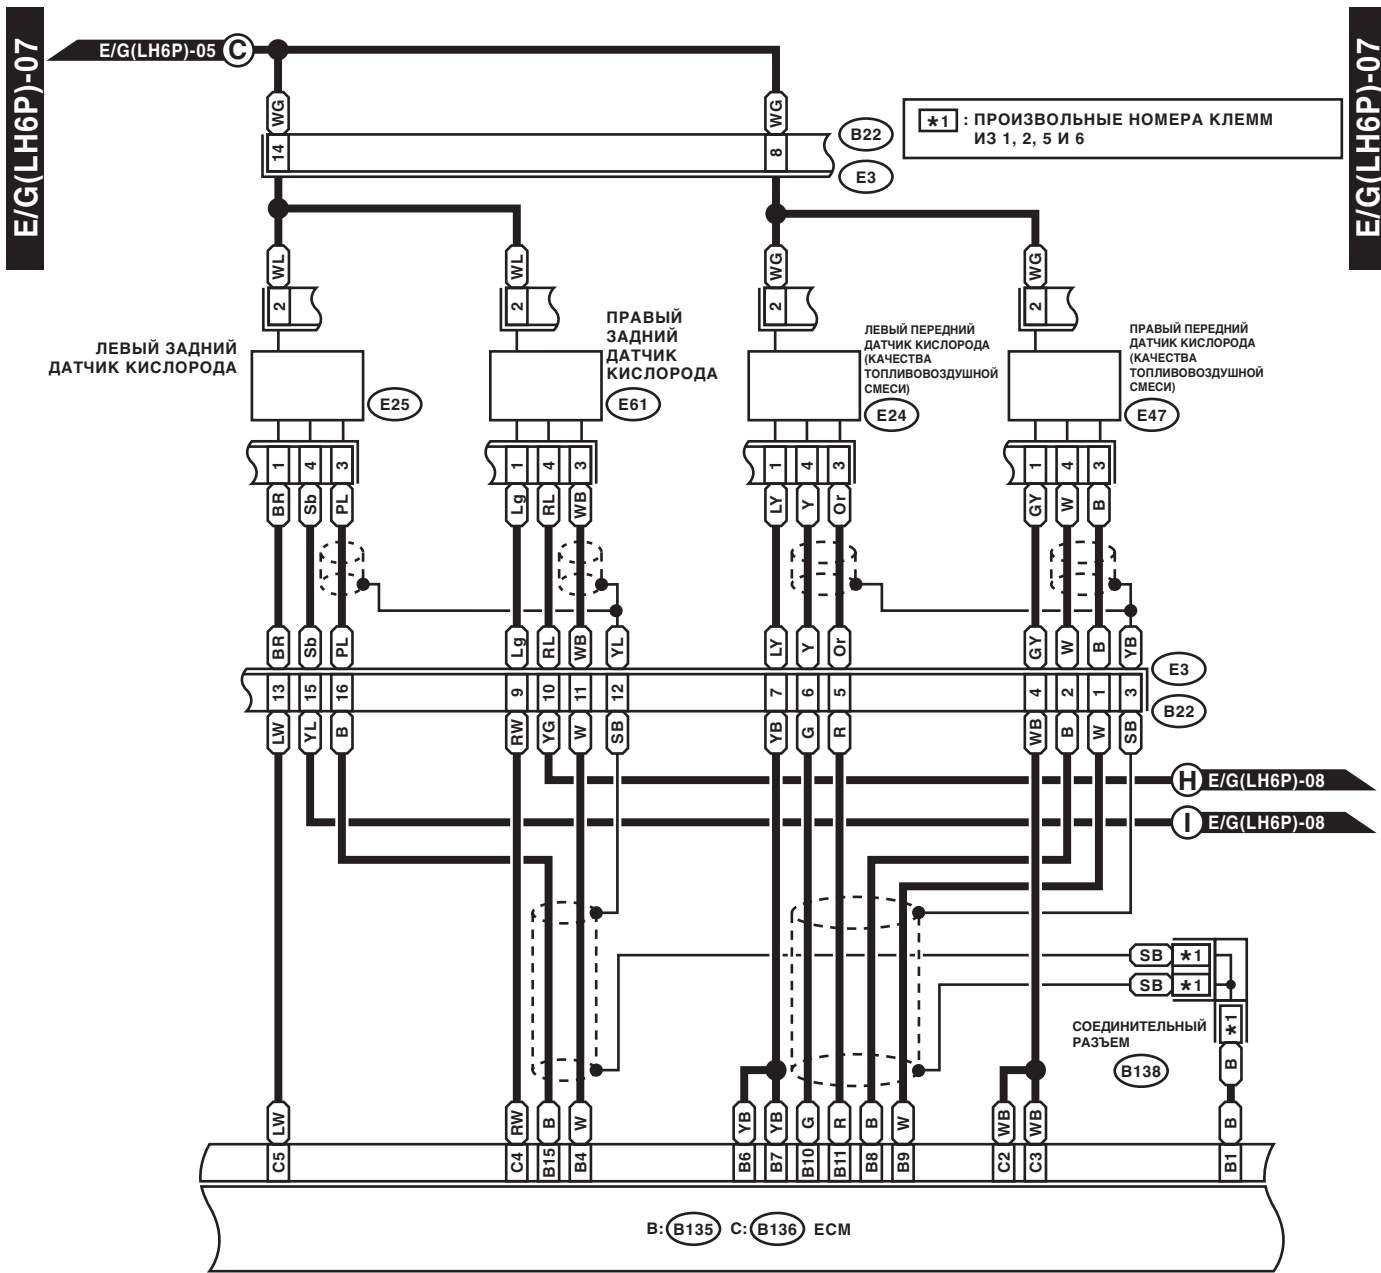 E/G(LH6P)-07
E/G(LH6P)-07
E/G(LH6P)-05 C
WG WG
14 8
B22
E3
*1 : ПРОИЗВОЛЬНЫЕ НОМЕРА КЛЕММ
ИЗ 1, 2, 5 И 6
WL WL WG WG
2 2 2 2
ЛЕВЫЙ ЗАДНИЙ
ДАТЧИК КИСЛОРОДА
E25
ПРАВЫЙ
ЗАДНИЙ
ДАТЧИК
КИСЛОРОДА
E61
ЛЕВЫЙ ПЕРЕДНИЙ
ДАТЧИК КИСЛОРОДА
(КАЧЕСТВА
ТОПЛИВОВОЗДУШНОЙ
СМЕСИ)
E24
ПРАВЫЙ ПЕРЕДНИЙ
ДАТЧИК КИСЛОРОДА
(КАЧЕСТВА
ТОПЛИВОВОЗДУШНОЙ
СМЕСИ)
E47
1 4 3 1 4 3 1 4 3 1 4 3
BR Sb PL Lg RL WB LY Y Or GY W B
BR Sb PL Lg RL WB YL LY Y Or GY W B YB
E3
13 15 16 9 10 11 12 7 6 5 4 2 1 3
B22
LW YL B RW YG W SB YB G R WB B W SB
H E/G(LH6P)-08
I E/G(LH6P)-08
SB *1
SB *1
*1
СОЕДИНИТЕЛЬНЫЙ
РАЗЪЕМ
B138
B
LW RW B W YB YB G R B W WB WB B
C5 C4 B15 B4 B6 B7 B10 B11 B8 B9 C2 C3 B1
B: B135 C: B136 ECM